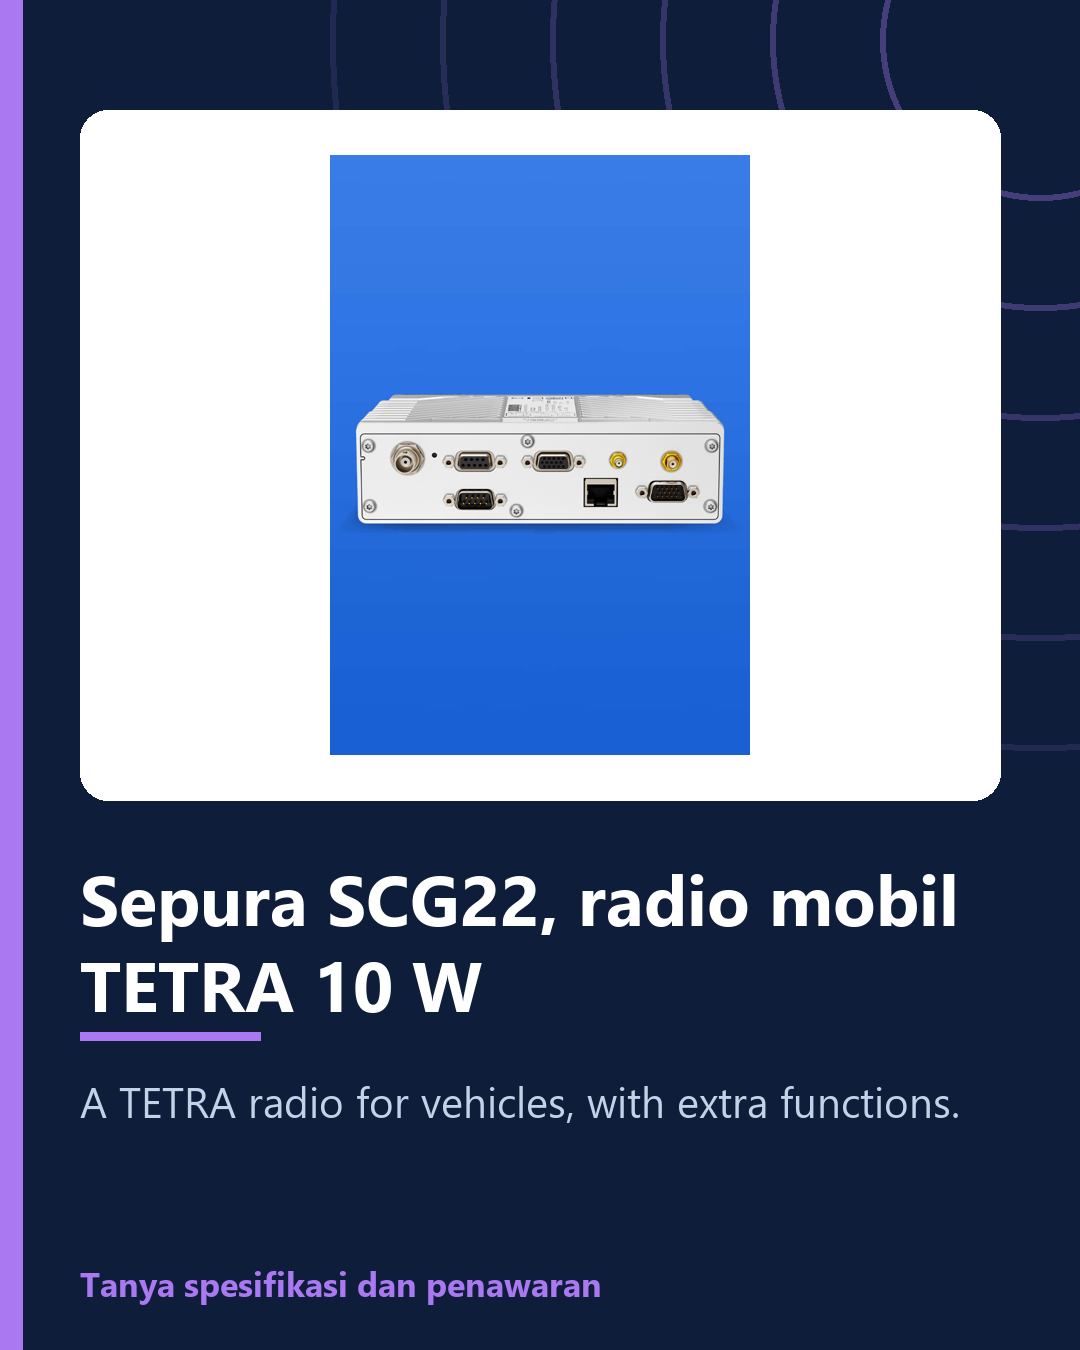 Sepura SCG22, radio mobil
TETRA 10 W
A TETRA radio for vehicles, with extra functions.
Tanya spesifikasi dan penawaran